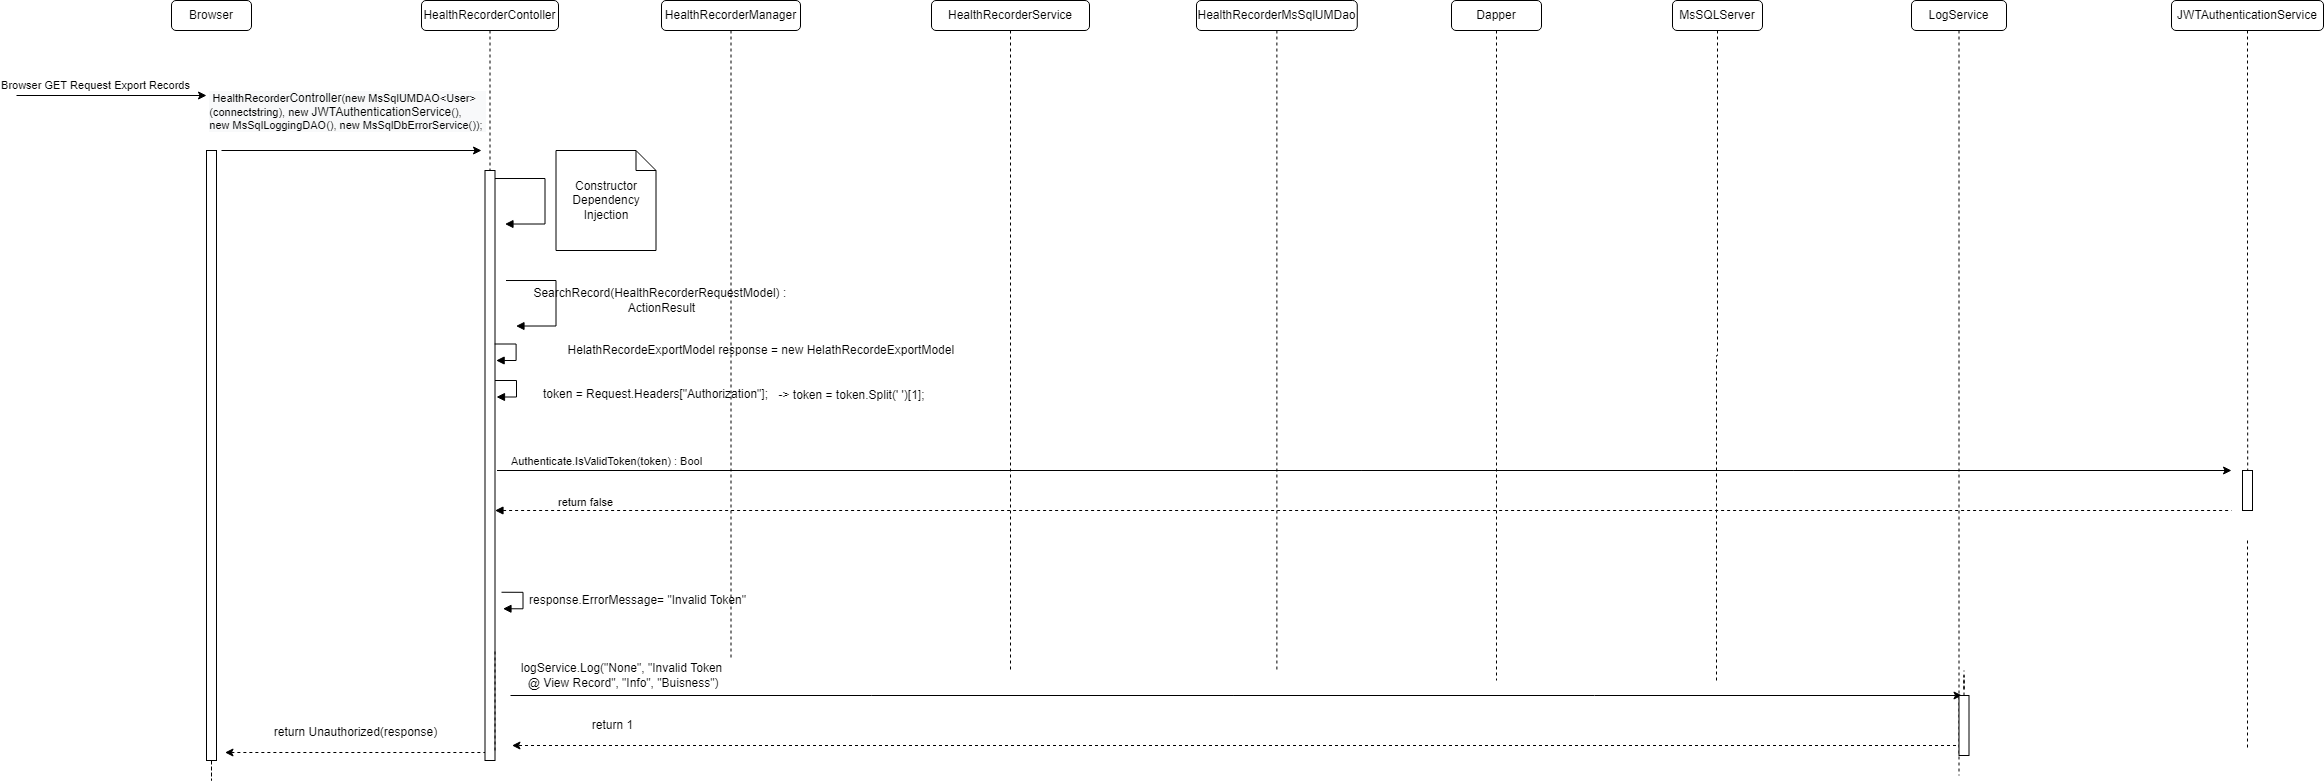 Browser
HealthRecorderContoller
HealthRecorderManager
HealthRecorderService
HealthRecorderMsSqlUMDao
Dapper
MsSQLServer
LogService
JWTAuthenticationService
Browser GET Request Export Records
HealthRecorderController(new MsSqlUMDAO<User>
(connectstring), new JWTAuthenticationService(),
new MsSqlLoggingDAO(), new MsSqlDbErrorService());
Constructor
Dependency
Injection
SearchRecord(HealthRecorderRequestModel) :
ActionResult
HelathRecordeExportModel response = new HelathRecordeExportModel
token = Request.Headers["Authorization"];   -> token = token.Split(' ')[1];
Authenticate.IsValidToken(token) : Bool
return false
response.ErrorMessage= "Invalid Token"
logService.Log("None", "Invalid Token
@ View Record", "Info", "Buisness")
return 1
return Unauthorized(response)